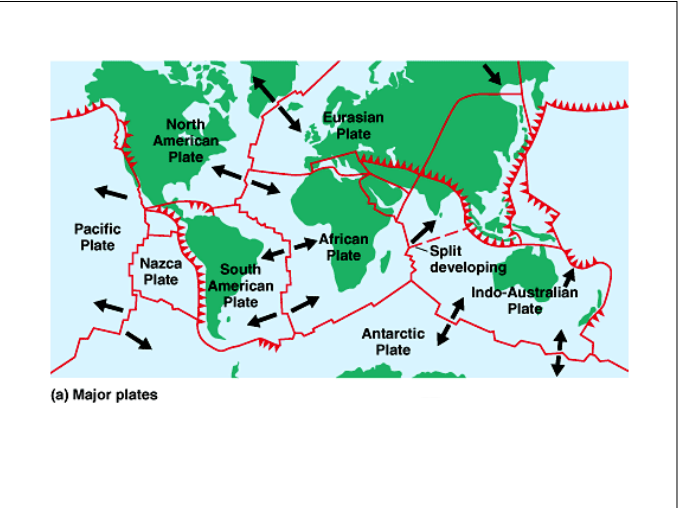 North
American
Plate
Eurasian
Plate
Pacific
Plate
Nazca
Plate
South
American
Plate
African
Plate
Split
developing
Indo-Australian
Plate
Antarctic
Plate
(a) Major plates